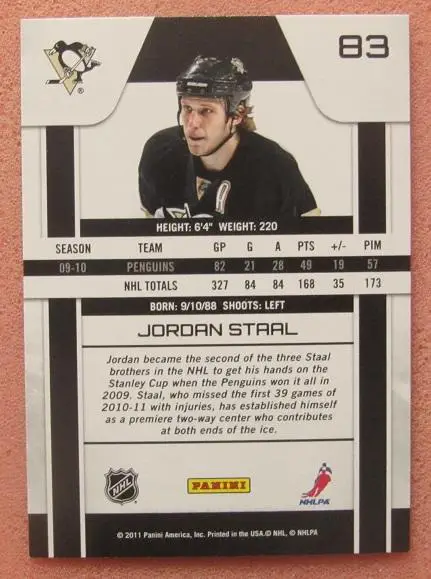 83
HEIGHT: 6'4" WEIGHT: 220
SEASON TEAM GP G A PTS +/- PIM
09-10 PENGUINS 82 21 28 49 19 57
NHL TOTALS 327 84 84 168 35 173
BORN: 9/10/88 SHOOTS: LEFT
JORDAN STAAL
Jordan became the second of the three Staal
brothers in the NHL to get his hands on the
Stanley Cup when the Penguins won it all in
2009. Staal, who missed the first 39 games of
2010-11 with injuries, has established himself
as a premiere two-way center who contributes
at both ends of the ice.
NHL
PANINI
NHLPA
© 2011 Panini America, Inc. Printed in the USA.© NHL, © NHLPA